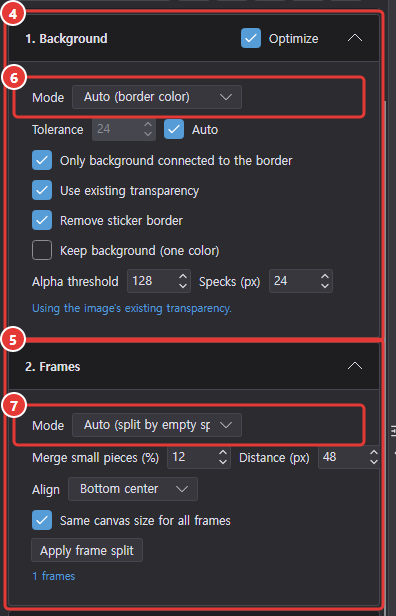 4
1. Background Optimize
6
Mode Auto (border color)
Tolerance 24 Auto
Only background connected to the border
Use existing transparency
Remove sticker border
Keep background (one color)
Alpha threshold 128 Specks (px) 24
Using the image's existing transparency.
5
2. Frames
7
Mode Auto (split by empty sp
Merge small pieces (%) 12 Distance (px) 48
Align Bottom center
Same canvas size for all frames
Apply frame split
1 frames